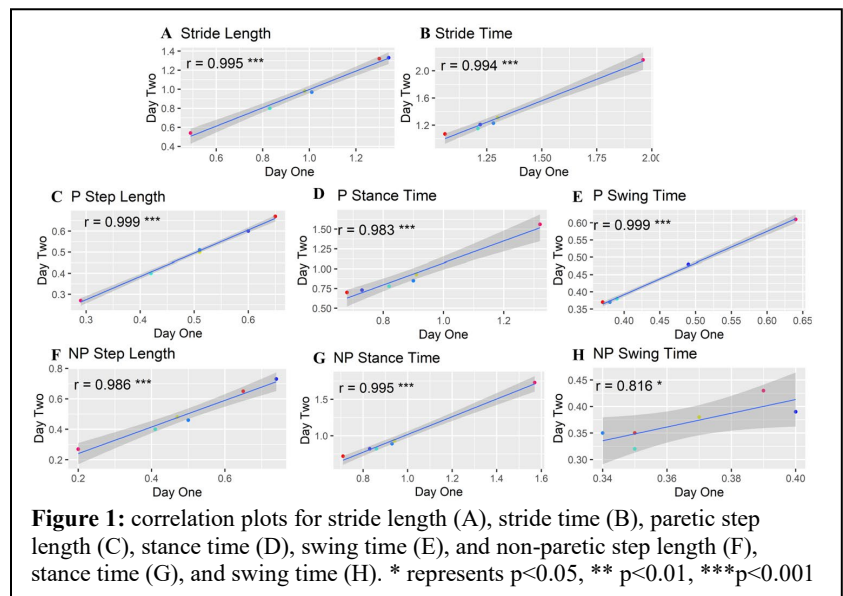 A Stride Length
r = 0.995 ***
Day Two
1.4
1.2
1.0
0.8
0.6
0.4
0.6 0.8 1.0 1.2
Day One
B Stride Time
r = 0.994 ***
Day Two
2.0
1.6
1.2
1.25 1.50 1.75 2.00
Day One
C P Step Length
r = 0.999 ***
Day Two
0.6
0.5
0.4
0.3
0.3 0.4 0.5 0.6
Day One
D P Stance Time
r = 0.983 ***
Day Two
1.50
1.25
1.00
0.75
0.50
0.8 1.0 1.2
Day One
E P Swing Time
r = 0.999 ***
Day Two
0.60
0.55
0.50
0.45
0.40
0.35
0.40 0.45 0.50 0.55 0.60 0.65
Day One
F NP Step Length
r = 0.986 ***
Day Two
0.8
0.6
0.4
0.2
0.2 0.4 0.6
Day One
G NP Stance Time
r = 0.995 ***
Day Two
1.5
1.0
0.8 1.0 1.2 1.4 1.6
Day One
H NP Swing Time
r = 0.816 *
Day Two
0.45
0.40
0.35
0.30
0.34 0.36 0.38 0.40
Day One
Figure 1: correlation plots for stride length (A), stride time (B), paretic step
length (C), stance time (D), swing time (E), and non-paretic step length (F),
stance time (G), and swing time (H). * represents p<0.05, ** p<0.01, ***p<0.001